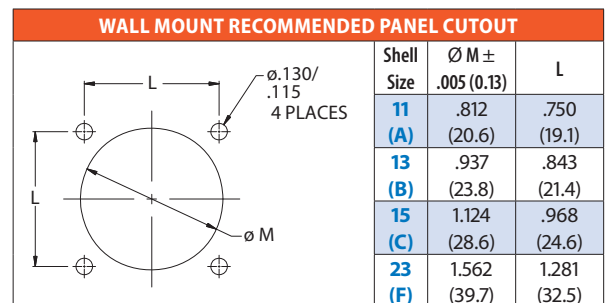 WALL MOUNT RECOMMENDED PANEL CUTOUT
L
ø.130/
.115
4 PLACES
L
ø M
Shell Size Ø M ± .005 (0.13) L
11 .812 .750
(A) (20.6) (19.1)
13 .937 .843
(B) (23.8) (21.4)
15 1.124 .968
(C) (28.6) (24.6)
23 1.562 1.281
(F) (39.7) (32.5)